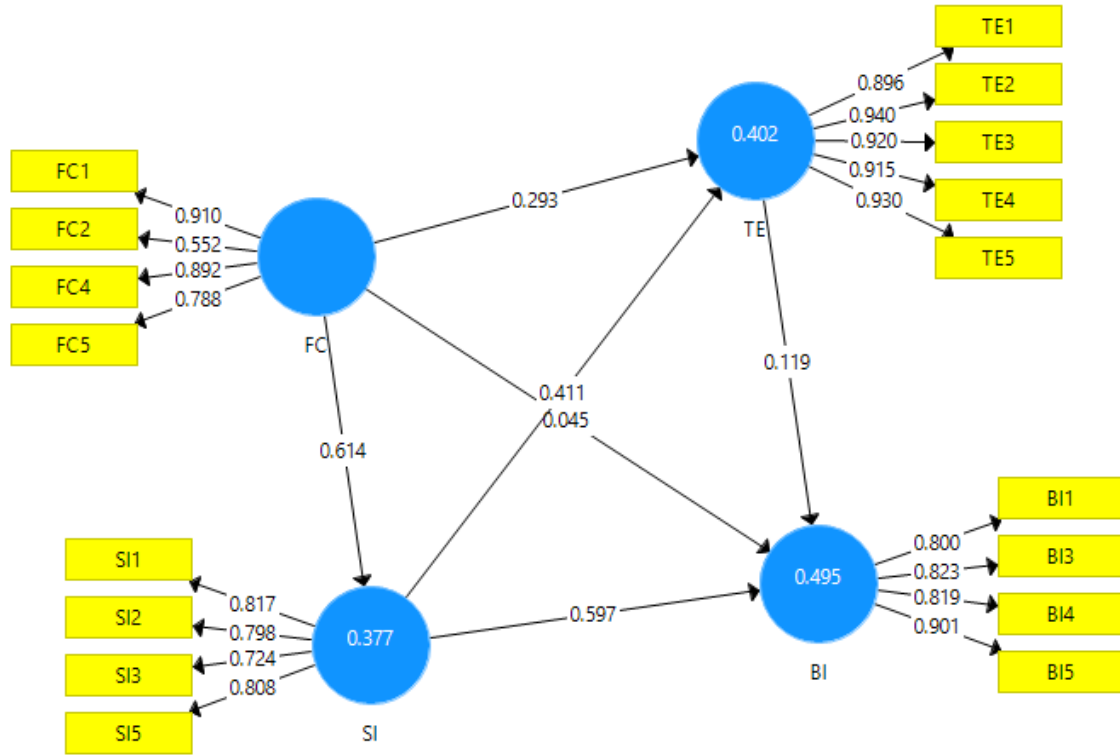 TE1
TE2
TE3
TE4
TE5
0.896
0.940
0.920
0.915
0.930
0.402
TE
FC1
FC2
FC4
FC5
0.910
0.552
0.892
0.788
FC
0.293
0.411
0.045
0.119
0.614
0.597
SI1
SI2
SI3
SI5
0.817
0.798
0.724
0.808
0.377
SI
0.495
BI
0.800
0.823
0.819
0.901
BI1
BI3
BI4
BI5